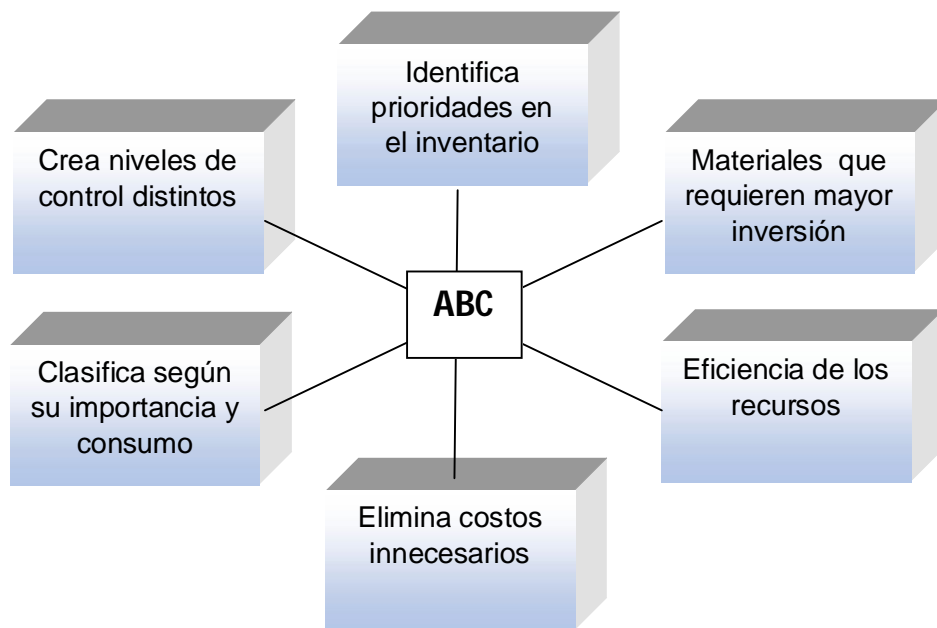 Identifica
prioridades en
el inventario
Crea niveles de
control distintos
Materiales que
requieren mayor
inversión
ABC
Clasifica según
su importancia y
consumo
Eficiencia de los
recursos
Elimina costos
innecesarios